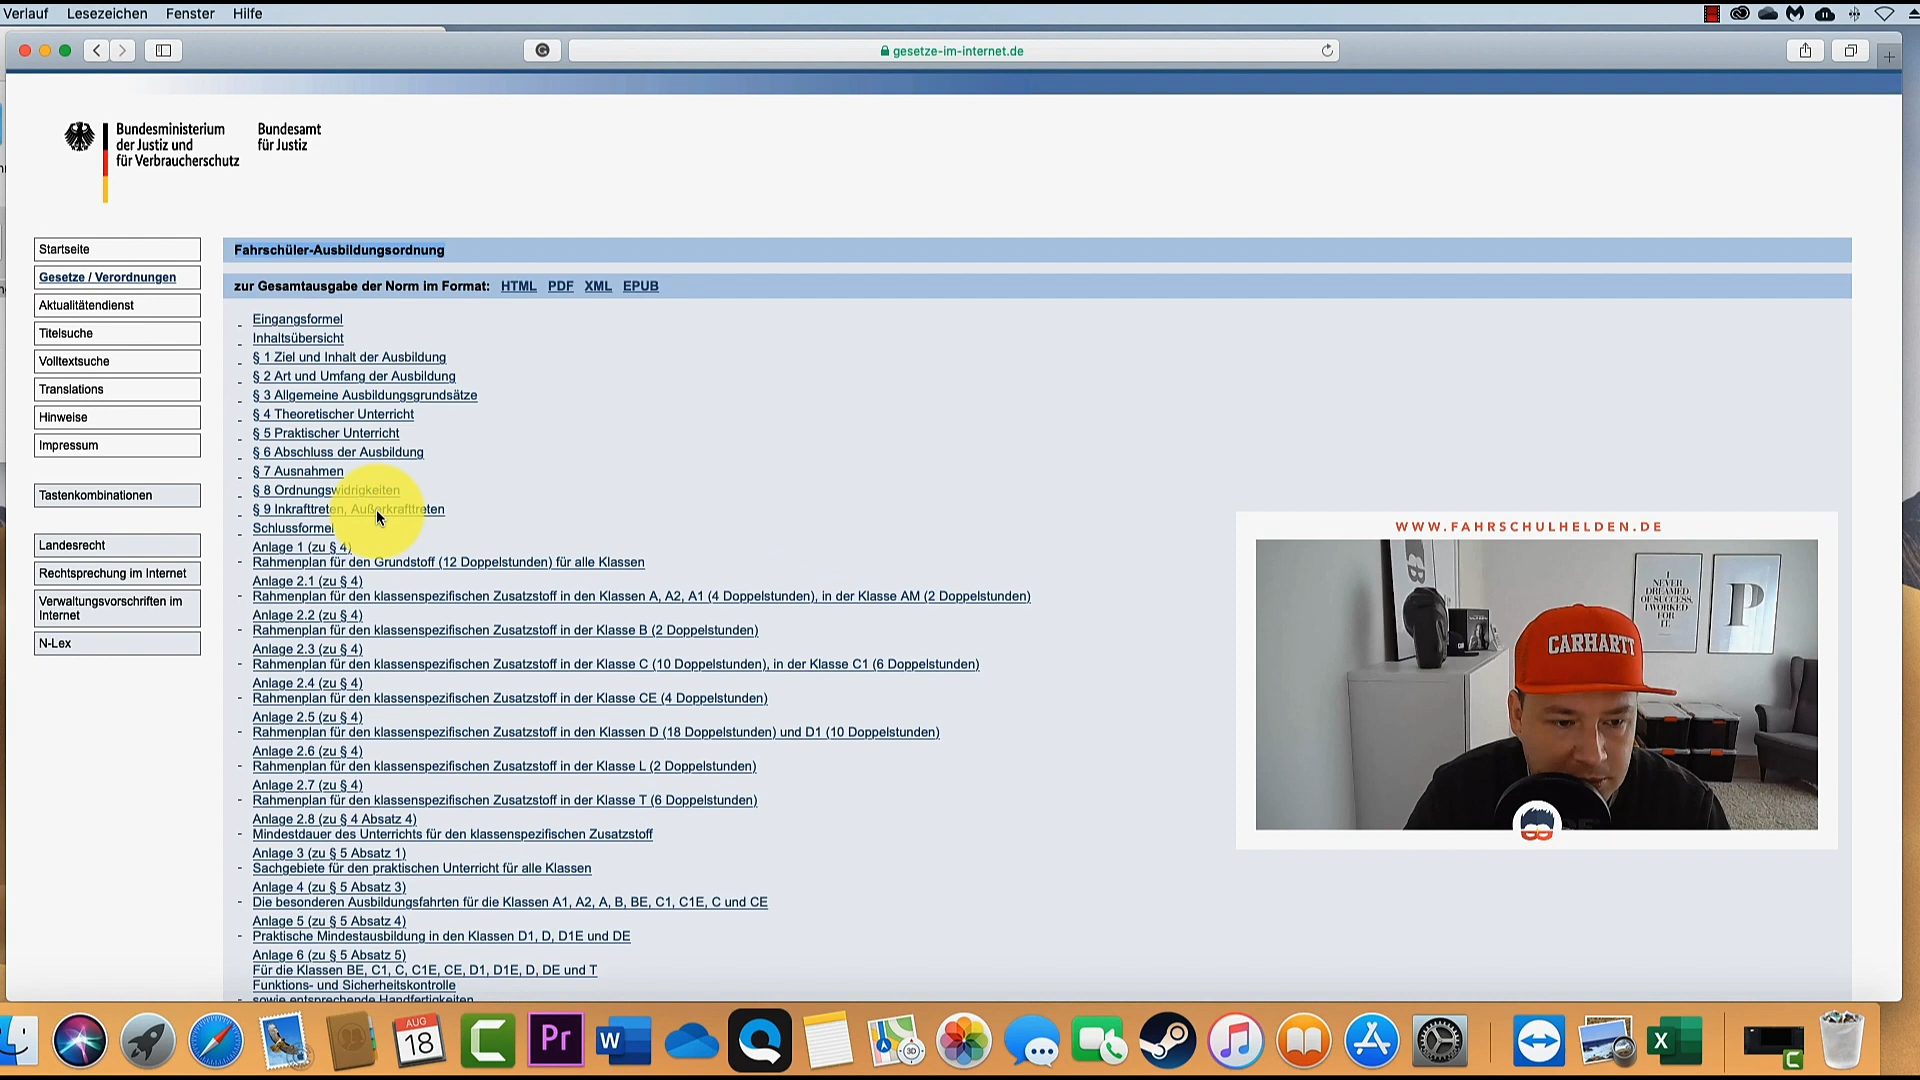 Verlauf Lesezeichen Fenster Hilfe
gesetze-im-internet.de
Bundesministerium
der Justiz und
für Verbraucherschutz
Bundesamt
für Justiz
Startseite
Gesetze / Verordnungen
Aktualitätendienst
Titelsuche
Volltextsuche
Translations
Hinweise
Impressum
Tastenkombinationen
Landesrecht
Rechtsprechung im Internet
Verwaltungsvorschriften im
Internet
N-Lex
Fahrschüler-Ausbildungsordnung
zur Gesamtausgabe der Norm im Format: HTML PDF XML EPUB
Eingangsformel
Inhaltsübersicht
§ 1 Ziel und Inhalt der Ausbildung
§ 2 Art und Umfang der Ausbildung
§ 3 Allgemeine Ausbildungsgrundsätze
§ 4 Theoretischer Unterricht
§ 5 Praktischer Unterricht
§ 6 Abschluss der Ausbildung
§ 7 Ausnahmen
§ 8 Ordnungswidrigkeiten
§ 9 Inkrafttreten, Außerkrafttreten
Schlussformel
Anlage 1 (zu § 4)
Rahmenplan für den Grundstoff (12 Doppelstunden) für alle Klassen
Anlage 2.1 (zu § 4)
Rahmenplan für den klassenspezifischen Zusatzstoff in den Klassen A, A2, A1 (4 Doppelstunden), in der Klasse AM (2 Doppelstunden)
Anlage 2.2 (zu § 4)
Rahmenplan für den klassenspezifischen Zusatzstoff in der Klasse B (2 Doppelstunden)
Anlage 2.3 (zu § 4)
Rahmenplan für den klassenspezifischen Zusatzstoff in der Klasse C (10 Doppelstunden), in der Klasse C1 (6 Doppelstunden)
Anlage 2.4 (zu § 4)
Rahmenplan für den klassenspezifischen Zusatzstoff in der Klasse CE (4 Doppelstunden)
Anlage 2.5 (zu § 4)
Rahmenplan für den klassenspezifischen Zusatzstoff in den Klassen D (18 Doppelstunden) und D1 (10 Doppelstunden)
Anlage 2.6 (zu § 4)
Rahmenplan für den klassenspezifischen Zusatzstoff in der Klasse L (2 Doppelstunden)
Anlage 2.7 (zu § 4)
Rahmenplan für den klassenspezifischen Zusatzstoff in der Klasse T (6 Doppelstunden)
Anlage 2.8 (zu § 4 Absatz 4)
Mindestdauer des Unterrichts für den klassenspezifischen Zusatzstoff
Anlage 3 (zu § 5 Absatz 1)
Sachgebiete für den praktischen Unterricht für alle Klassen
Anlage 4 (zu § 5 Absatz 3)
Die besonderen Ausbildungsfahrten für die Klassen A1, A2, A, B, BE, C1, C1E, C und CE
Anlage 5 (zu § 5 Absatz 4)
Praktische Mindestausbildung in den Klassen D1, D, D1E und DE
Anlage 6 (zu § 5 Absatz 5)
Für die Klassen BE, C1, C, C1E, CE, D1, D1E, D, DE und T
Funktions- und Sicherheitskontrolle
sowie entsprechende Handfertigkeiten
WWW.FAHRSCHULHELDEN.DE
I
NEVER
DREAMED
OF SUCCESS.
I WORKED
FOR
IT.
P
CARHARTT
AUG
18
Pr
W
3D
X
C